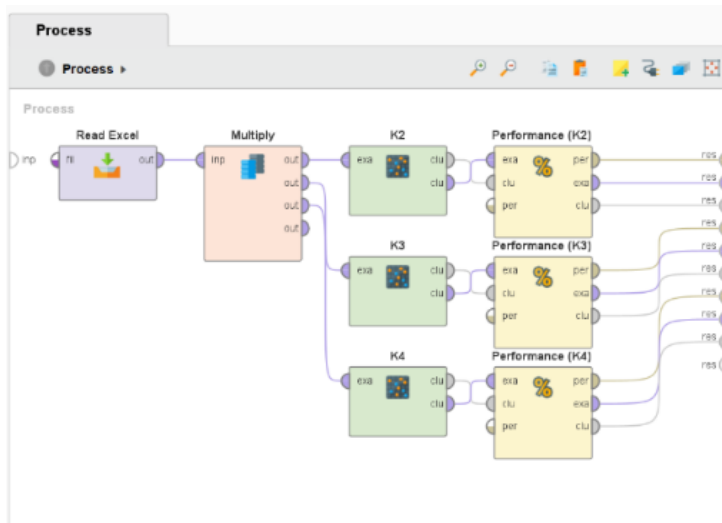 Process
Process
Process
Read Excel
Multiply
K2
Performance (K2)
inp
fil
out
inp
out
out
out
out
exa
clu
clu
exa
clu
per
per
exa
clu
K3
Performance (K3)
exa
clu
clu
exa
clu
per
per
exa
clu
K4
Performance (K4)
exa
clu
clu
exa
clu
per
per
exa
clu
res
res
res
res
res
res
res
res
res
res